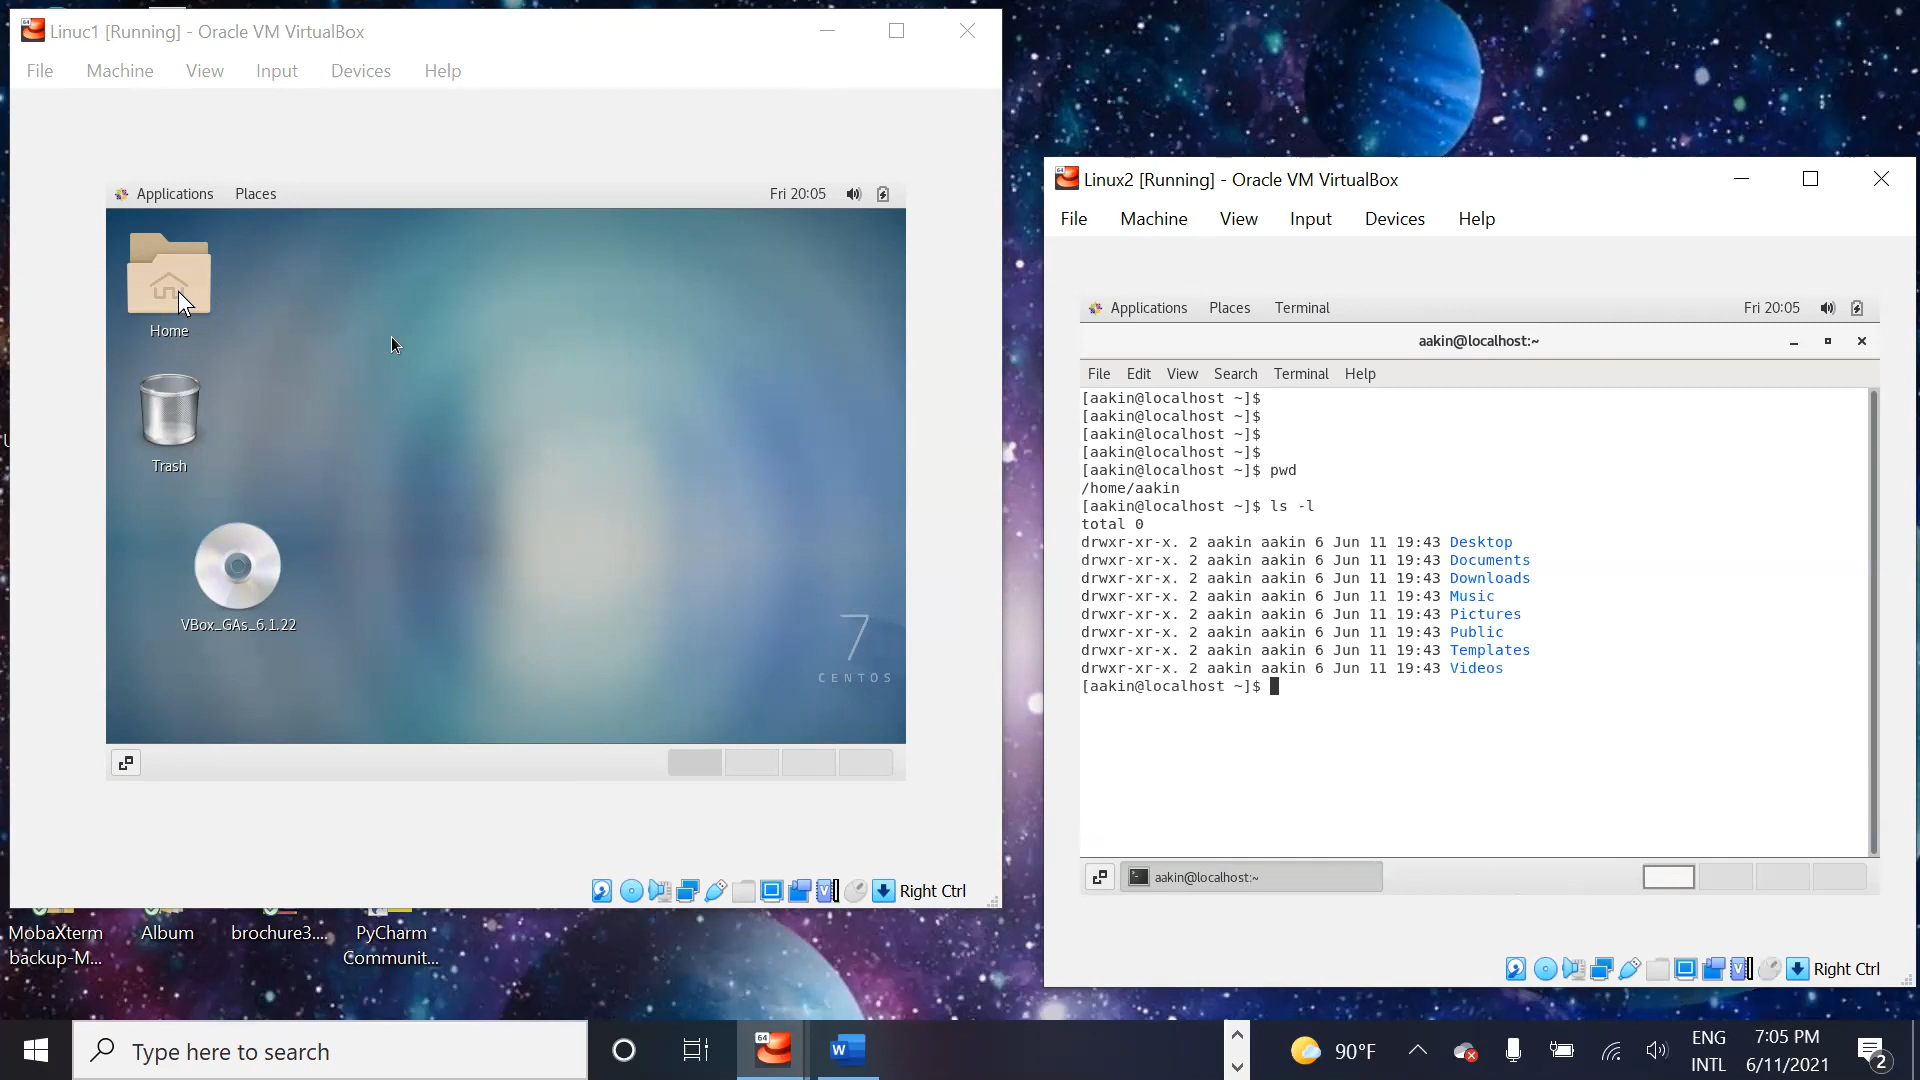 Linuc1 [Running] - Oracle VM VirtualBox
File Machine View Input Devices Help
Applications Places Fri 20:05
Home
Trash
VBox_GAs_6.1.22
7
CENTOS
Right Ctrl
Linux2 [Running] - Oracle VM VirtualBox
File Machine View Input Devices Help
Applications Places Terminal Fri 20:05
aakin@localhost:~
File Edit View Search Terminal Help
[aakin@localhost ~]$
[aakin@localhost ~]$
[aakin@localhost ~]$
[aakin@localhost ~]$
[aakin@localhost ~]$ pwd
/home/aakin
[aakin@localhost ~]$ ls -l
total 0
drwxr-xr-x. 2 aakin aakin 6 Jun 11 19:43 Desktop
drwxr-xr-x. 2 aakin aakin 6 Jun 11 19:43 Documents
drwxr-xr-x. 2 aakin aakin 6 Jun 11 19:43 Downloads
drwxr-xr-x. 2 aakin aakin 6 Jun 11 19:43 Music
drwxr-xr-x. 2 aakin aakin 6 Jun 11 19:43 Pictures
drwxr-xr-x. 2 aakin aakin 6 Jun 11 19:43 Public
drwxr-xr-x. 2 aakin aakin 6 Jun 11 19:43 Templates
drwxr-xr-x. 2 aakin aakin 6 Jun 11 19:43 Videos
[aakin@localhost ~]$
aakin@localhost:~
Right Ctrl
MobaXterm Album brochure3.... PyCharm
backup-M... Communit...
Type here to search
64
W
90°F
ENG 7:05 PM
INTL 6/11/2021
2